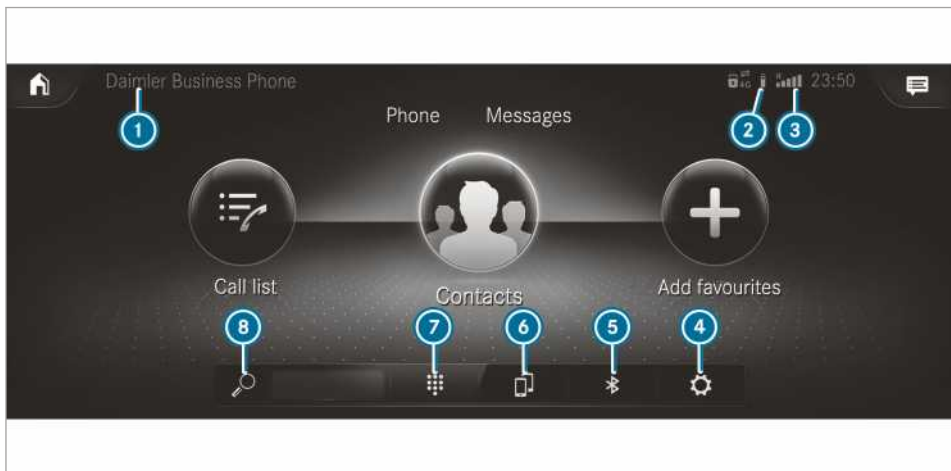 Daimler Business Phone 4G R 23:50
1 2 3
Phone Messages
Call list Contacts Add favourites
8 7 6 5 4